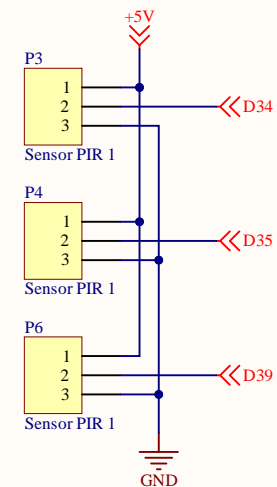 +5V
P3
1
2
3
D34
Sensor PIR 1
P4
1
2
3
D35
Sensor PIR 1
P6
1
2
3
D39
Sensor PIR 1
GND